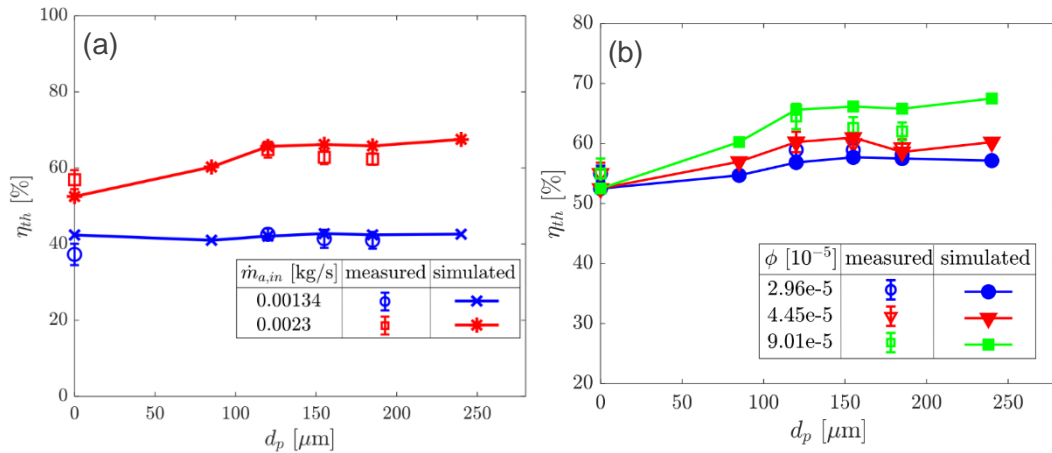 (a)
100
80
60
40
20
0
η_th [%]
0 50 100 150 200 250
d_p [μm]
ṁ_a,in [kg/s] measured simulated
0.00134
0.0023
(b)
80
70
60
50
40
30
20
η_th [%]
0 50 100 150 200 250
d_p [μm]
ϕ [10⁻⁵] measured simulated
2.96e-5
4.45e-5
9.01e-5